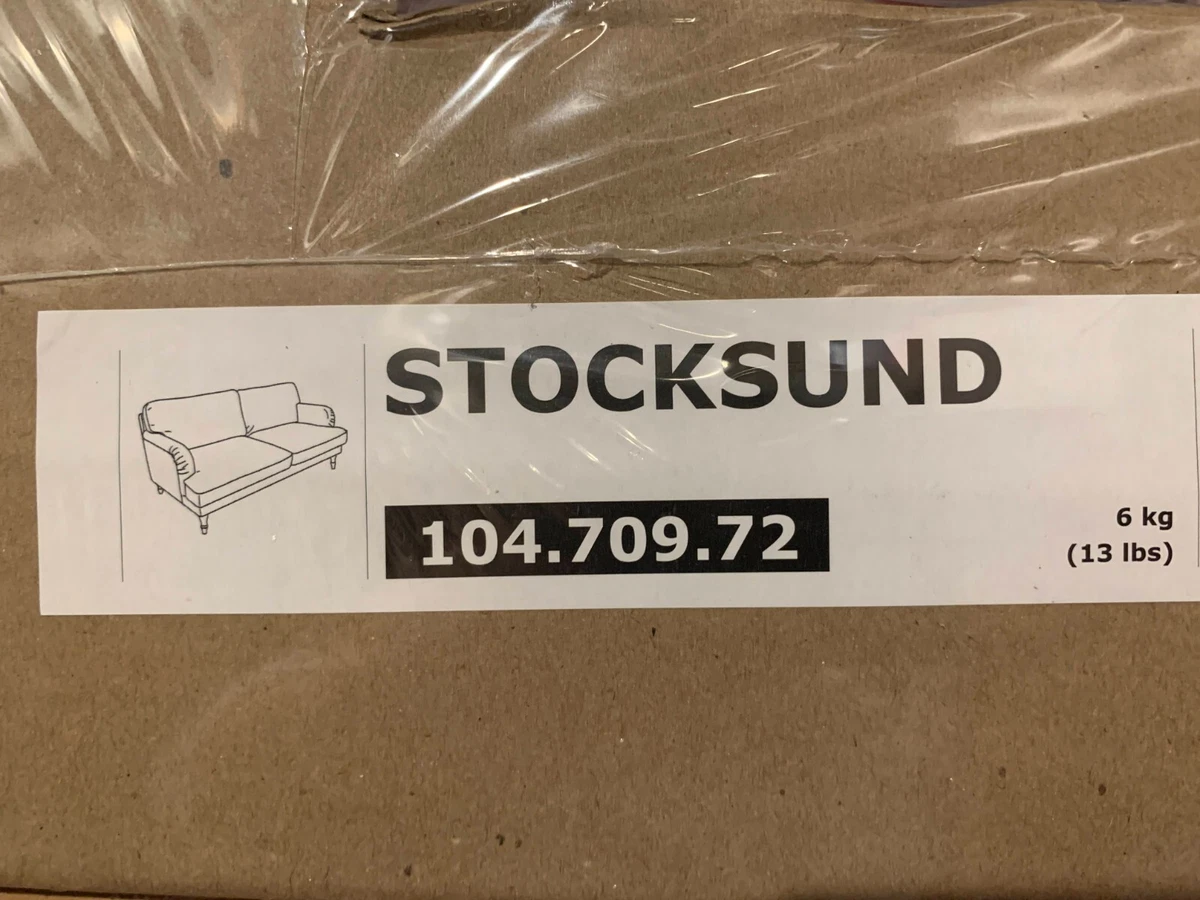 STOCKSUND
104.709.72
6 kg
(13 lbs)